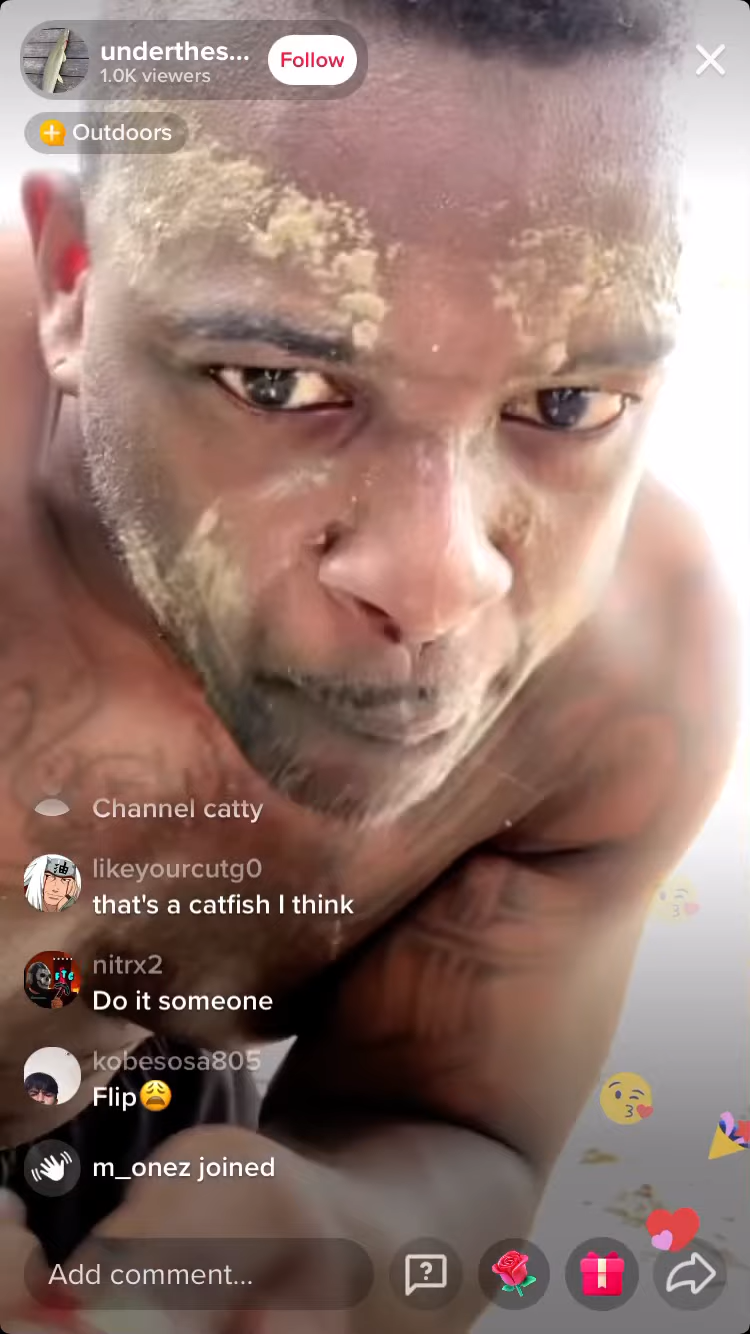 underthes...
1.0K viewers
Follow
Outdoors
Channel catty
likeyourcutg0
that's a catfish I think
nitrx2
Do it someone
kobesosa805
Flip😩
m_onez joined
Add comment...